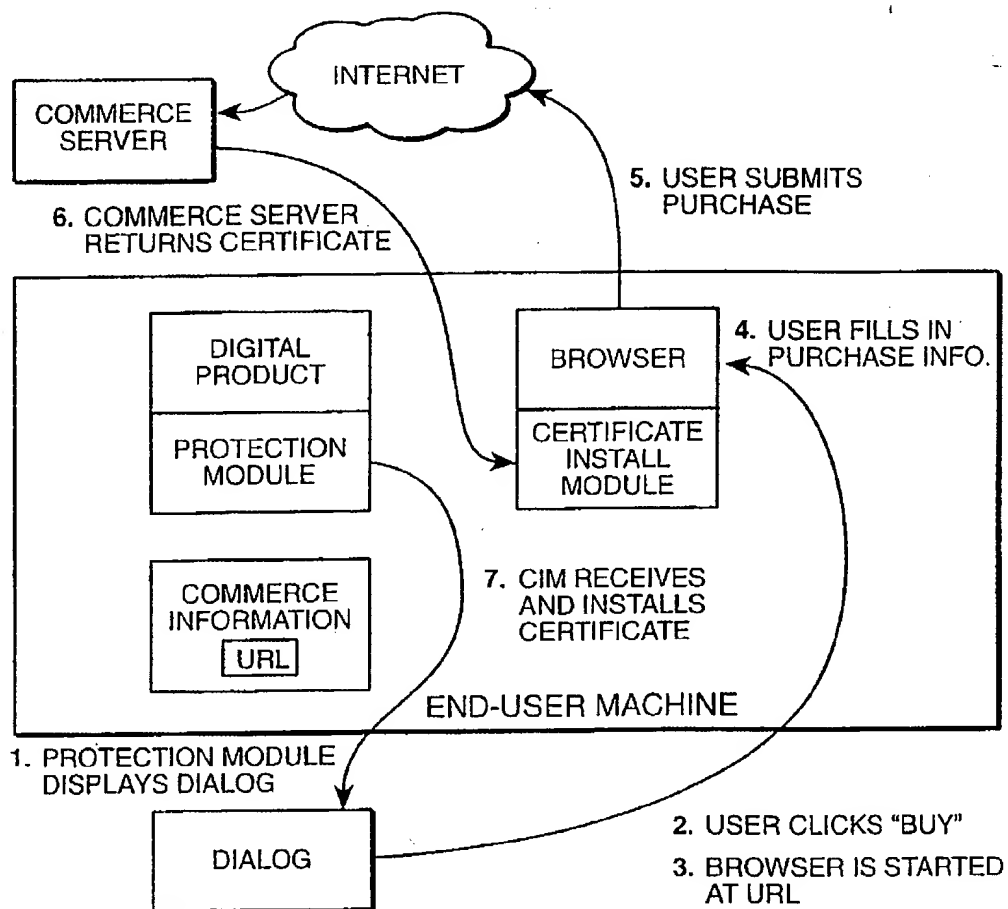 INTERNET
COMMERCE
SERVER
5. USER SUBMITS
PURCHASE
6. COMMERCE SERVER
RETURNS CERTIFICATE
DIGITAL
PRODUCT
BROWSER
4. USER FILLS IN
PURCHASE INFO.
PROTECTION
MODULE
CERTIFICATE
INSTALL
MODULE
COMMERCE
INFORMATION
URL
7. CIM RECEIVES
AND INSTALLS
CERTIFICATE
END-USER MACHINE
1. PROTECTION MODULE
DISPLAYS DIALOG
DIALOG
2. USER CLICKS “BUY”
3. BROWSER IS STARTED
AT URL